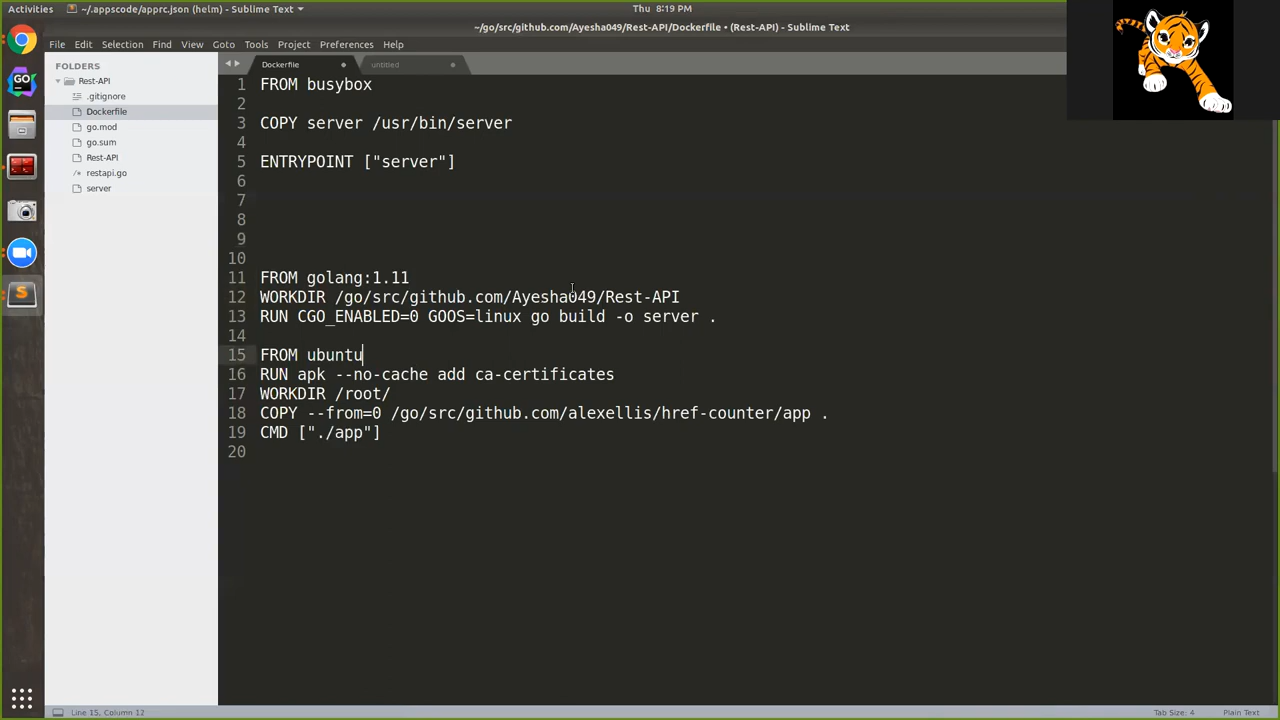 Activities
~/.appscode/apprc.json (helm) - Sublime Text
Thu 8:19 PM
~/go/src/github.com/Ayesha049/Rest-API/Dockerfile • (Rest-API) - Sublime Text
File Edit Selection Find View Goto Tools Project Preferences Help
FOLDERS
Rest-API
.gitignore
Dockerfile
go.mod
go.sum
Rest-API
restapi.go
server
Dockerfile
untitled
1 FROM busybox
2
3 COPY server /usr/bin/server
4
5 ENTRYPOINT ["server"]
6
7
8
9
10
11 FROM golang:1.11
12 WORKDIR /go/src/github.com/Ayesha049/Rest-API
13 RUN CGO_ENABLED=0 GOOS=linux go build -o server .
14
15 FROM ubuntu
16 RUN apk --no-cache add ca-certificates
17 WORKDIR /root/
18 COPY --from=0 /go/src/github.com/alexellis/href-counter/app .
19 CMD ["./app"]
20
Line 15, Column 12
Tab Size: 4
Plain Text
GO
S